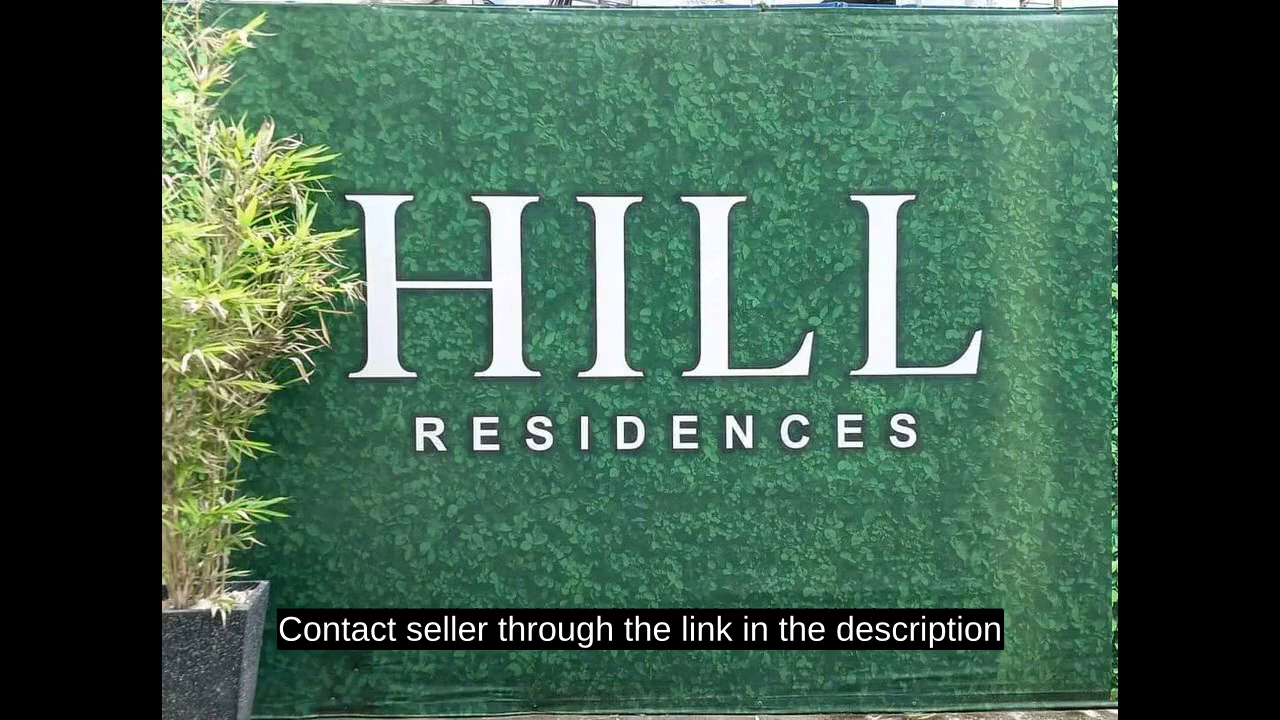 HILL
RESIDENCES
Contact seller through the link in the description